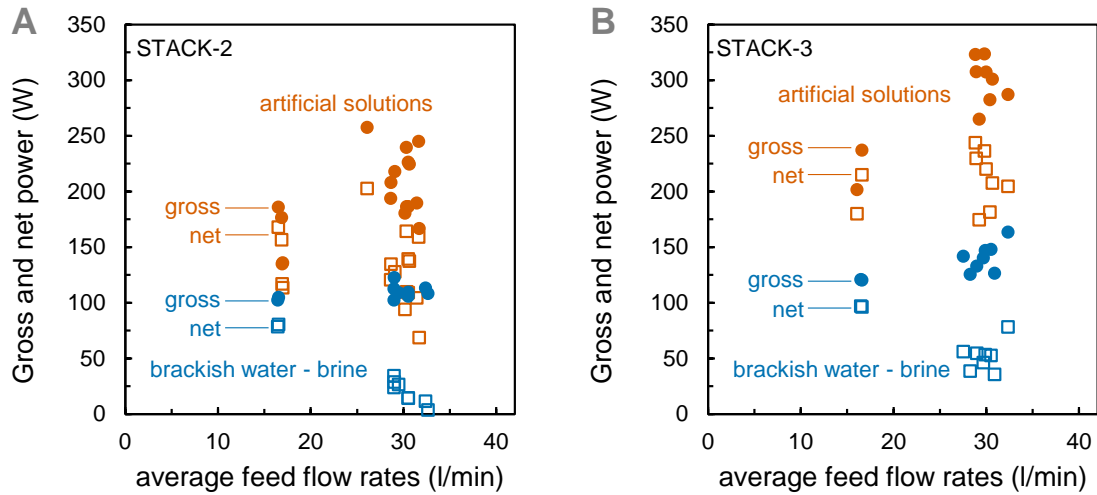 A
STACK-2
Gross and net power (W)
350
300
250
200
150
100
50
0
artificial solutions
gross
net
gross
net
brackish water - brine
0 10 20 30 40
average feed flow rates (l/min)
B
STACK-3
Gross and net power (W)
350
300
250
200
150
100
50
0
artificial solutions
gross
net
gross
net
brackish water - brine
0 10 20 30 40
average feed flow rates (l/min)